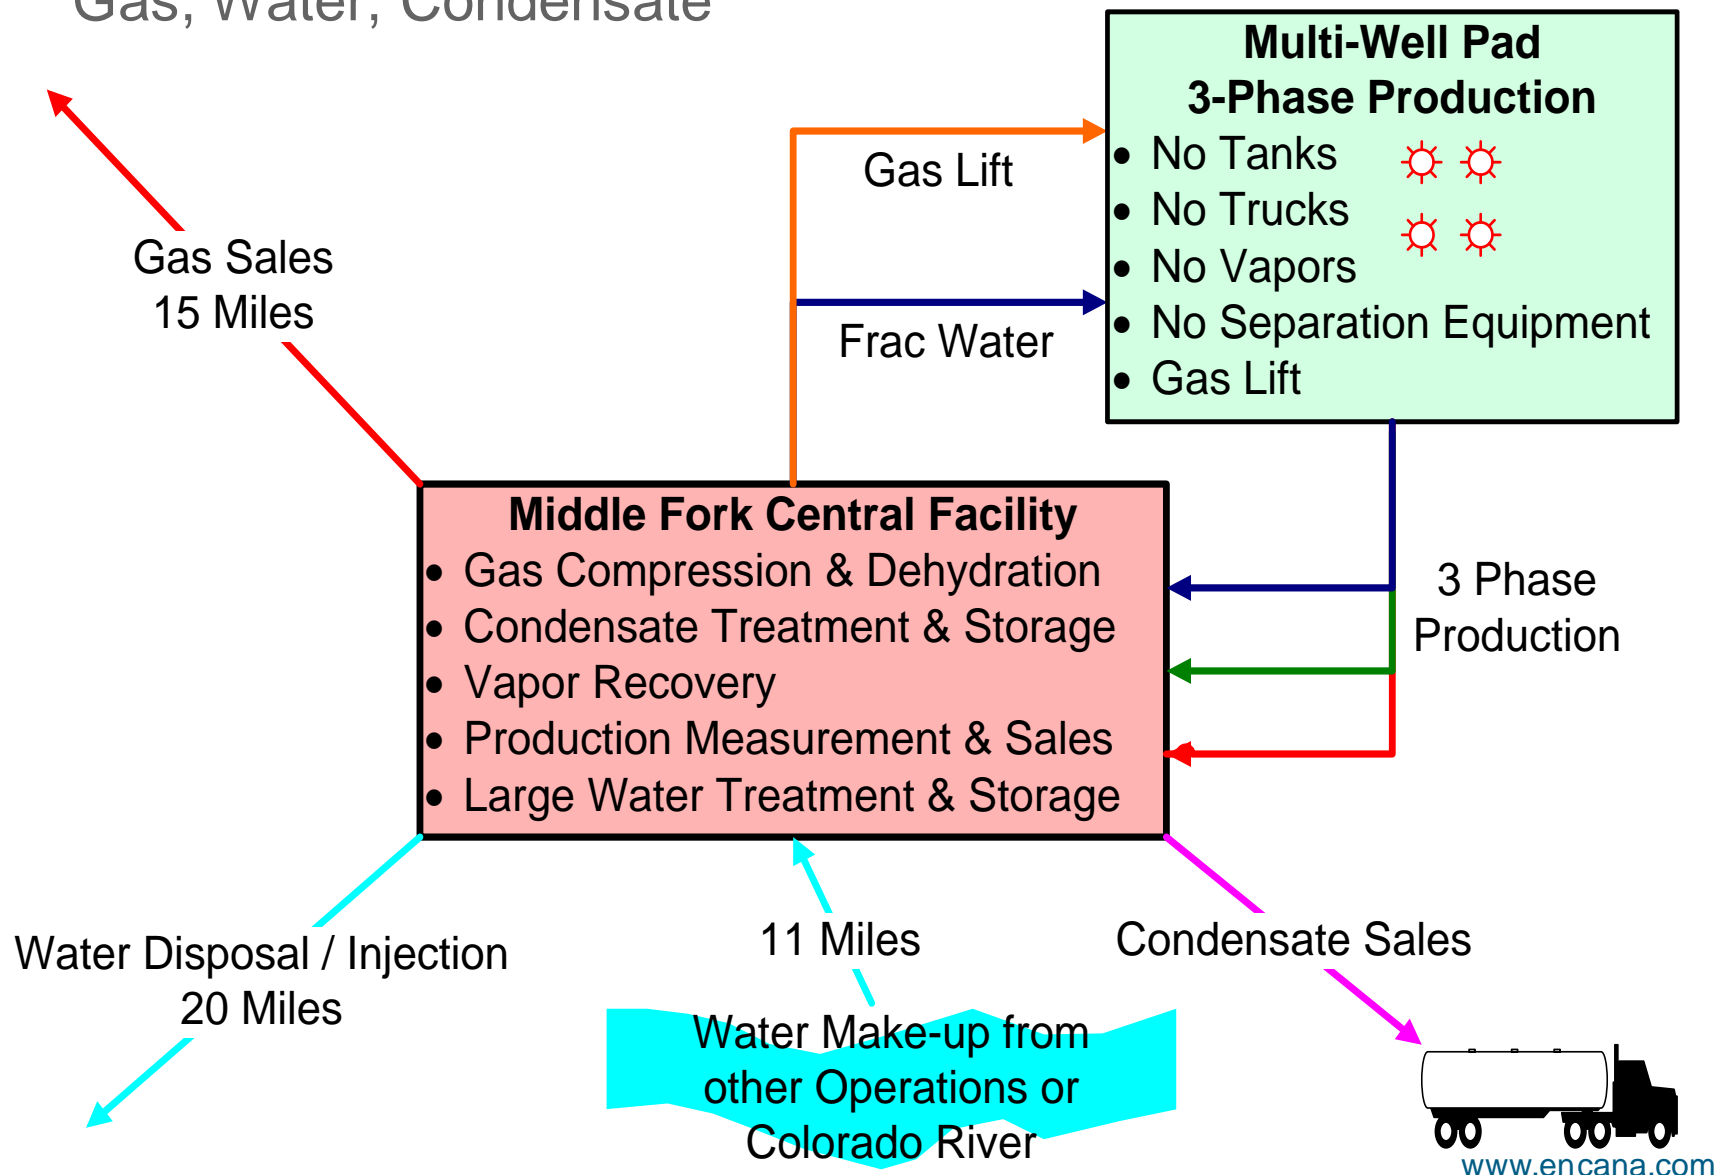 Gas, Water, Condensate
Multi-Well Pad
3-Phase Production
• No Tanks
• No Trucks
• No Vapors
• No Separation Equipment
• Gas Lift
Gas Lift
Frac Water
Gas Sales
15 Miles
Middle Fork Central Facility
• Gas Compression & Dehydration
• Condensate Treatment & Storage
• Vapor Recovery
• Production Measurement & Sales
• Large Water Treatment & Storage
3 Phase
Production
Water Disposal / Injection
20 Miles
11 Miles
Condensate Sales
Water Make-up from
other Operations or
Colorado River
www.encana.com